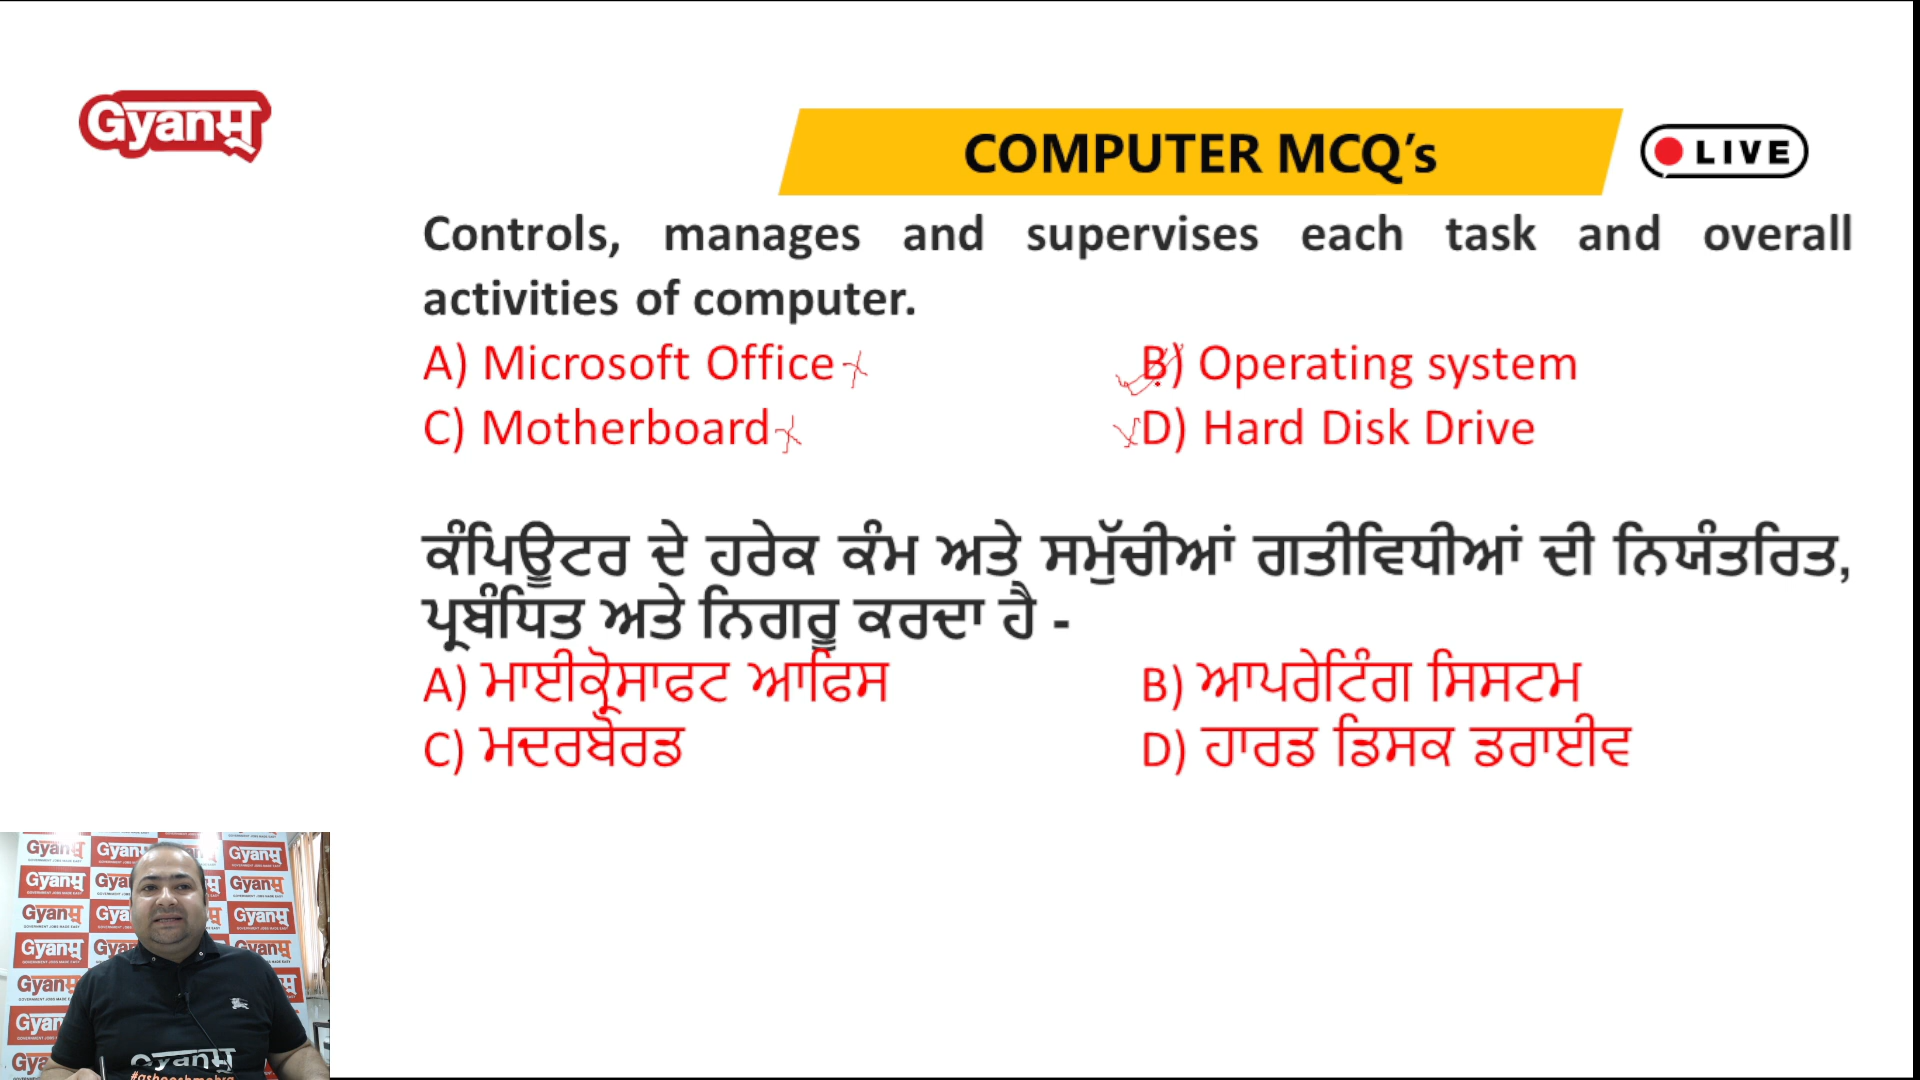 Gyanਸ੍ਰ
COMPUTER MCQ’s
LIVE
Controls, manages and supervises each task and overall
activities of computer.
A) Microsoft Office
B) Operating system
C) Motherboard
D) Hard Disk Drive
ਕੰਪਿਊਟਰ ਦੇ ਹਰੇਕ ਕੰਮ ਅਤੇ ਸਮੁੱਚੀਆਂ ਗਤੀਵਿਧੀਆਂ ਦੀ ਨਿਯੰਤਰਿਤ,
ਪ੍ਰਬੰਧਿਤ ਅਤੇ ਨਿਗਰੂ ਕਰਦਾ ਹੈ -
A) ਮਾਈਕ੍ਰੋਸਾਫਟ ਆਫਿਸ
B) ਆਪਰੇਟਿੰਗ ਸਿਸਟਮ
C) ਮਦਰਬੋਰਡ
D) ਹਾਰਡ ਡਿਸਕ ਡਰਾਈਵ